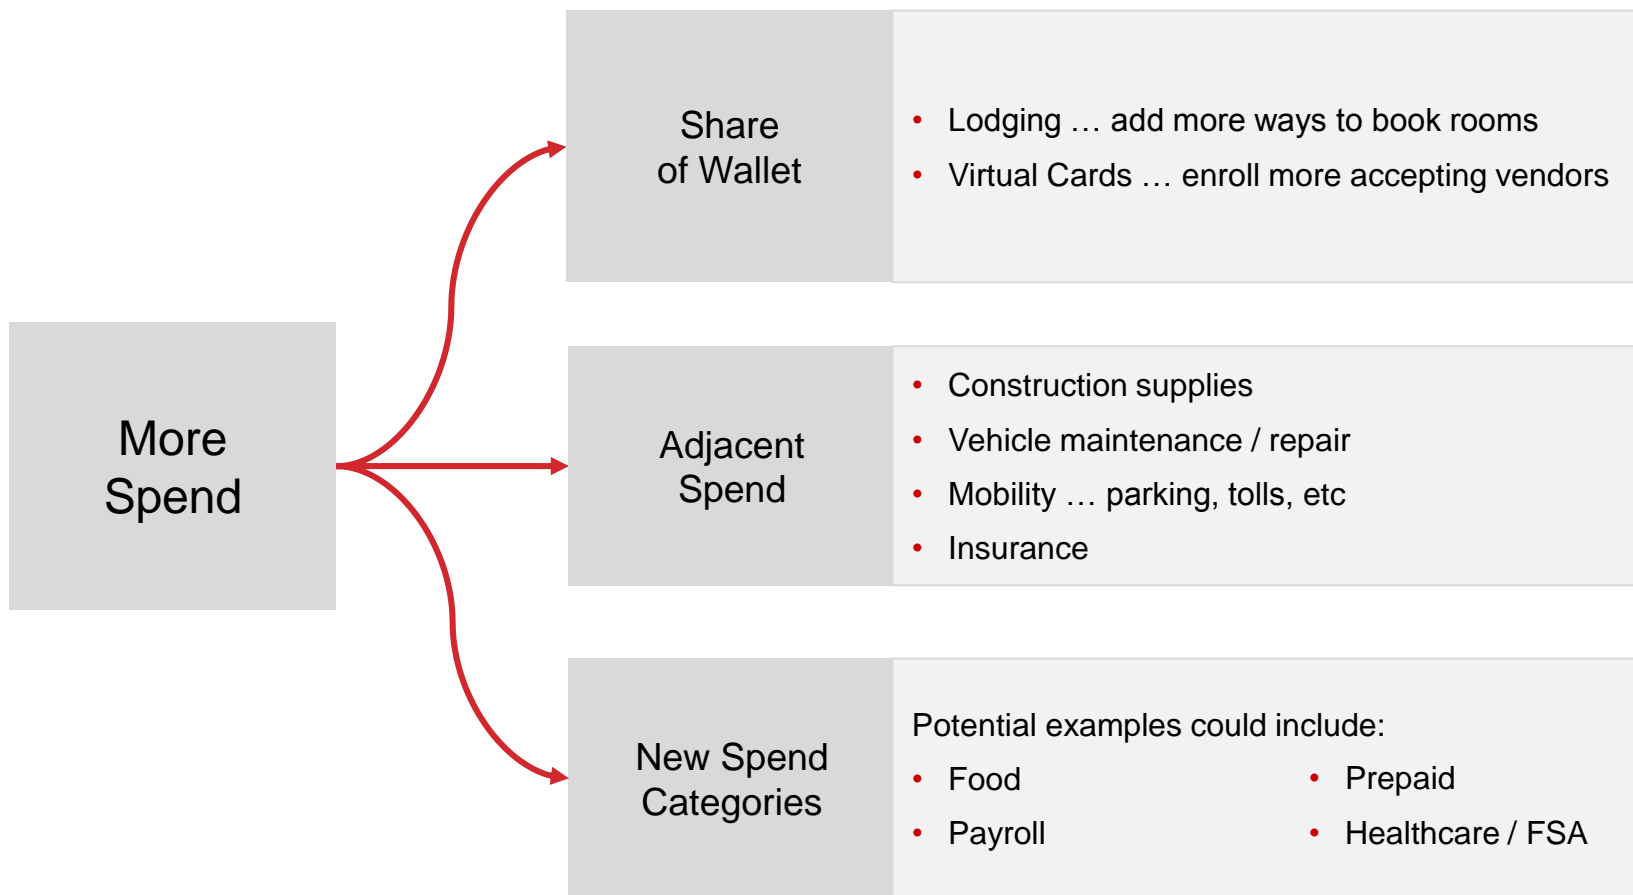 More
Spend
Share
of Wallet
• Lodging … add more ways to book rooms
• Virtual Cards … enroll more accepting vendors
Adjacent
Spend
• Construction supplies
• Vehicle maintenance / repair
• Mobility … parking, tolls, etc
• Insurance
New Spend
Categories
Potential examples could include:
• Food
• Payroll
• Prepaid
• Healthcare / FSA